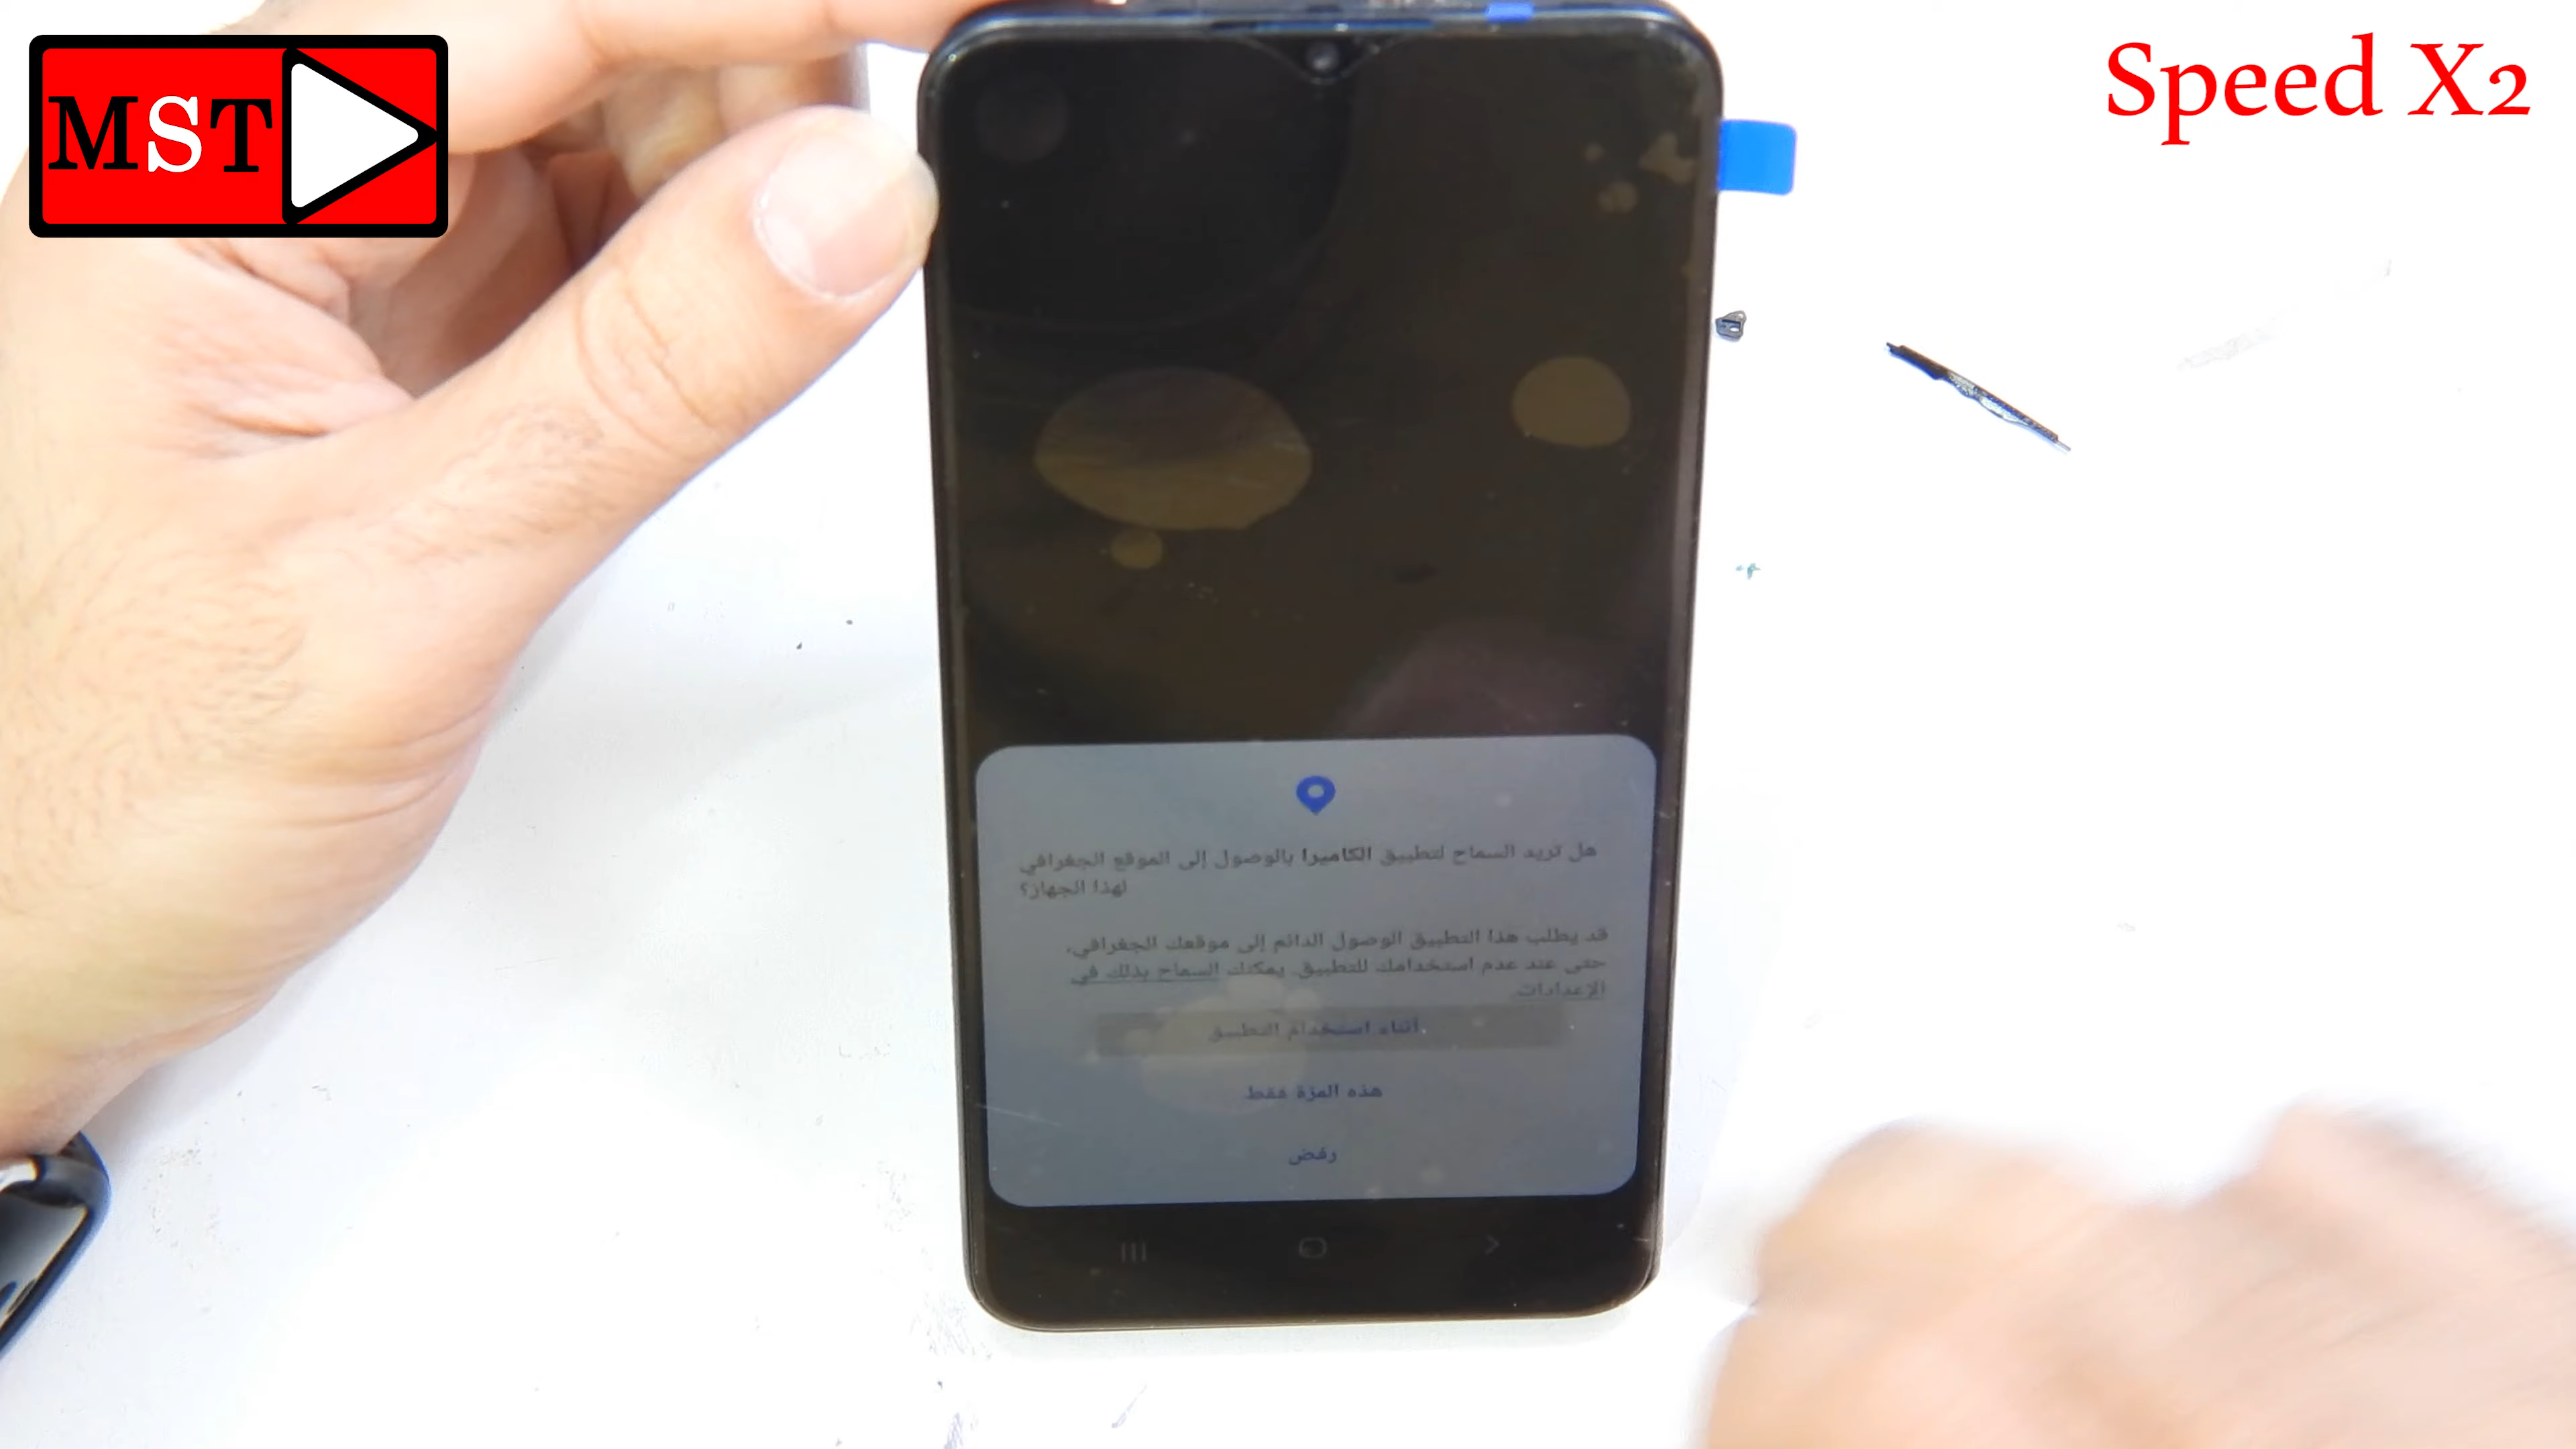 MST
Speed X2
هل تريد السماح لتطبيق الكاميرا بالوصول إلى الموقع الجغرافي
لهذا الجهاز؟
قد يطلب هذا التطبيق الوصول الدائم إلى موقعك الجغرافي،
حتى عند عدم استخدامك للتطبيق. يمكنك السماح بذلك في
الإعدادات.
أثناء استخدام التطبيق
هذه المرّة فقط
رفض